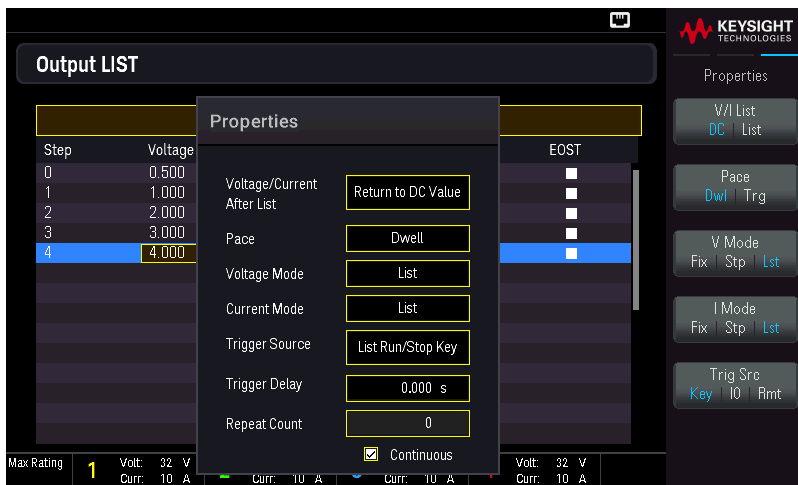 KEYSIGHT
TECHNOLOGIES
Output LIST
Properties
V/I List
DC List
Properties
Step Voltage EOST
0 0.500
1 1.000
2 2.000
3 3.000
4 4.000
Voltage/Current
After List
Return to DC Value
Pace Dwell
Voltage Mode List
Current Mode List
Trigger Source List Run/Stop Key
Trigger Delay 0.000 s
Repeat Count 0
Continuous
Pace
Dwl Trg
V Mode
Fix Stp Lst
I Mode
Fix Stp Lst
Trig Src
Key IO Rmt
Max Rating 1 Volt: 32 V Volt: 32 V
Curr: 10 A Curr: 10 A Curr: 10 A Curr: 10 A